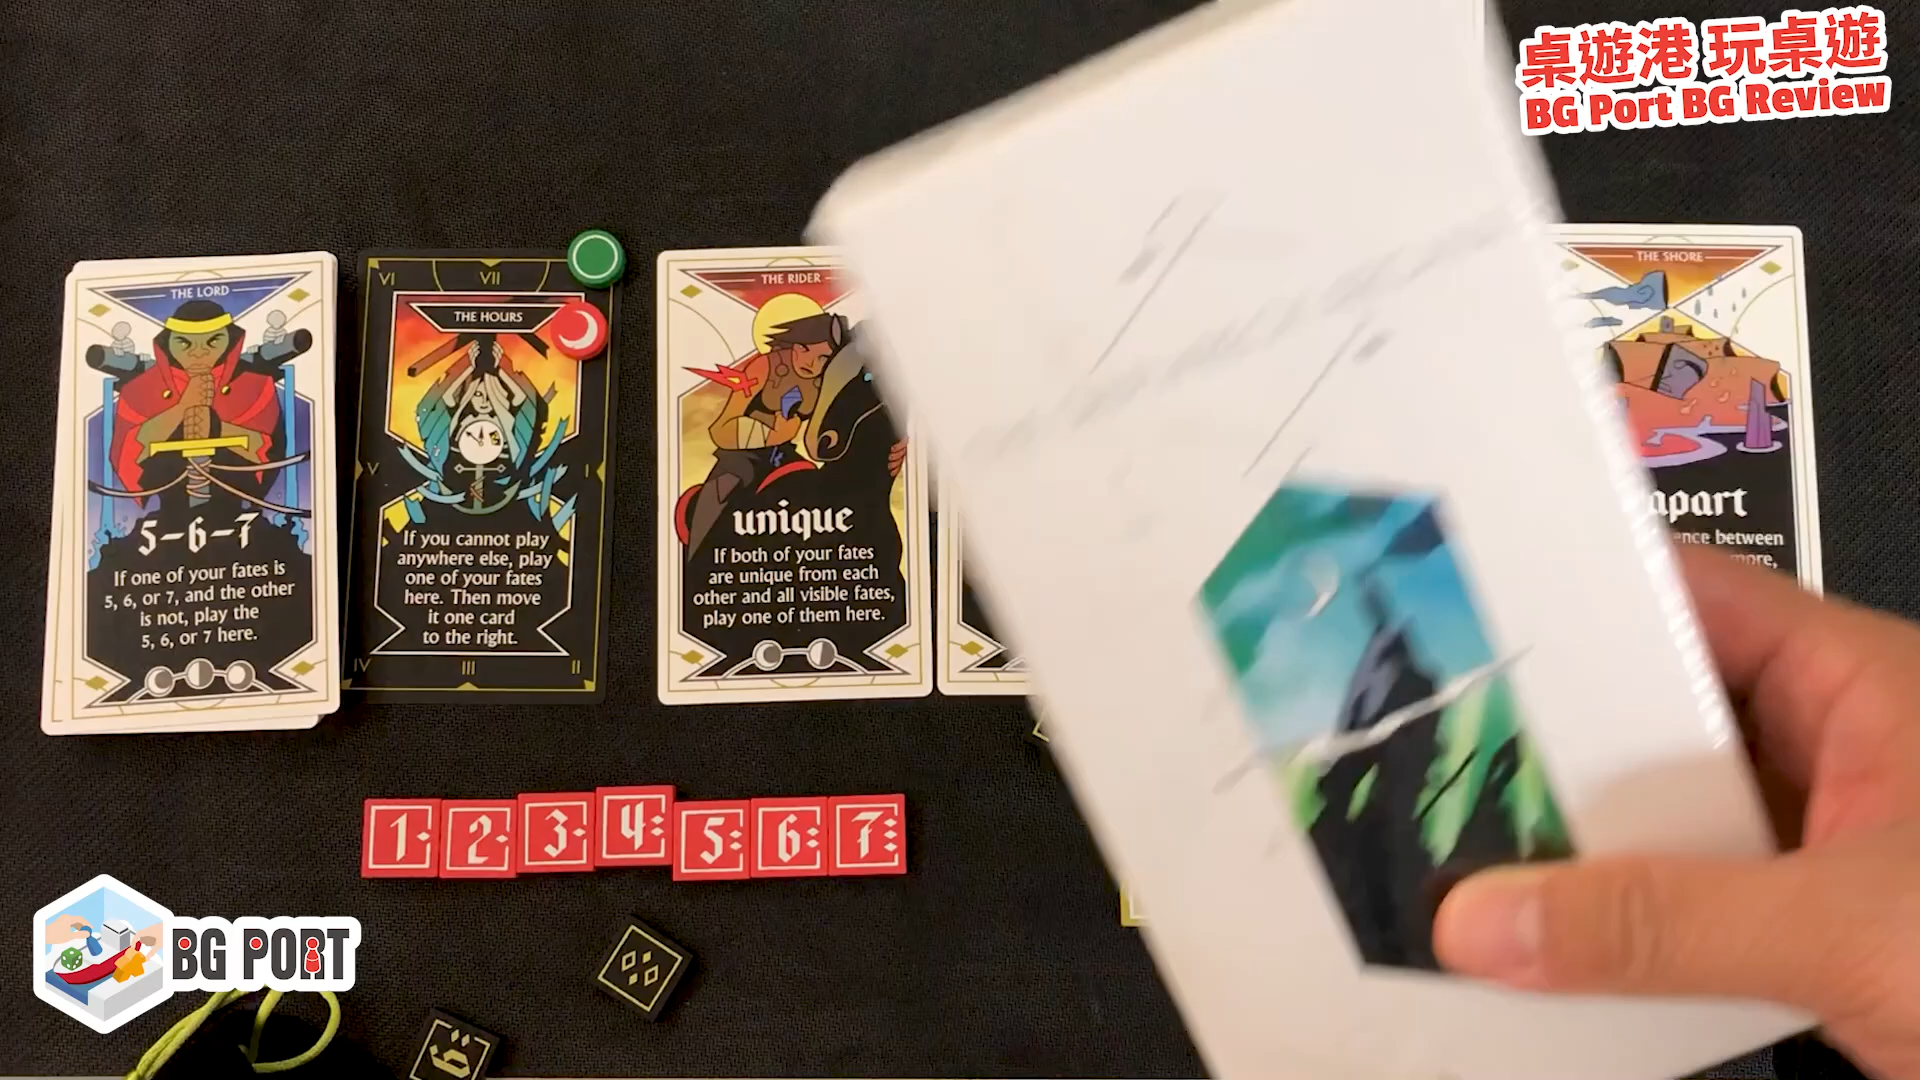 桌遊港 玩桌遊
BG Port BG Review
THE LORD
5-6-7
If one of your fates is
5, 6, or 7, and the other
is not, play the
5, 6, or 7 here.
VI VII
THE HOURS
V I
If you cannot play
anywhere else, play
one of your fates
here. Then move
it one card
to the right.
IV III II
THE RIDER
unique
If both of your fates
are unique from each
other and all visible fates,
play one of them here.
THE SHORE
apart
between
more,
1 2 3 4 5 6 7
BG PORT